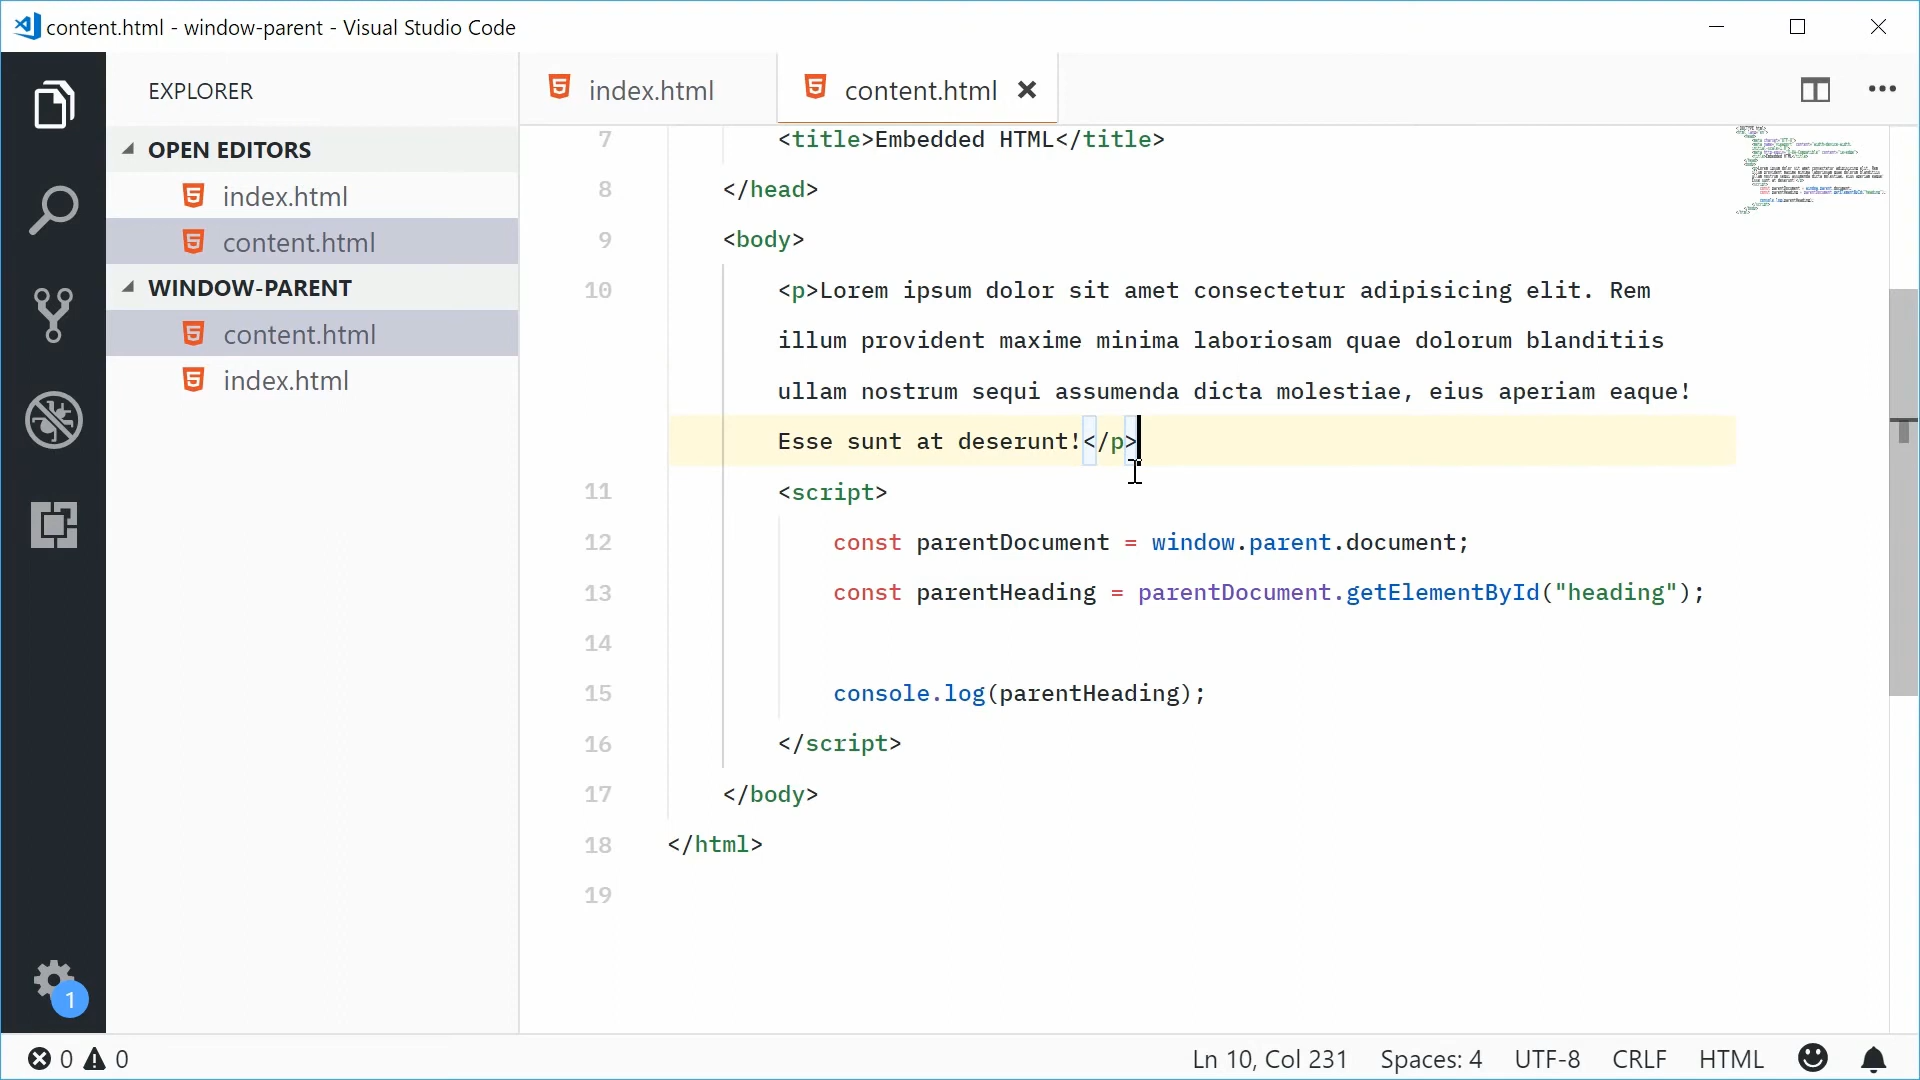 content.html - window-parent - Visual Studio Code
EXPLORER
OPEN EDITORS
index.html
content.html
WINDOW-PARENT
content.html
index.html
index.html
content.html
7 <title>Embedded HTML</title>
8 </head>
9 <body>
10 <p>Lorem ipsum dolor sit amet consectetur adipisicing elit. Rem
illum provident maxime minima laboriosam quae dolorum blanditiis
ullam nostrum sequi assumenda dicta molestiae, eius aperiam eaque!
Esse sunt at deserunt!</p>
11 <script>
12 const parentDocument = window.parent.document;
13 const parentHeading = parentDocument.getElementById("heading");
14
15 console.log(parentHeading);
16 </script>
17 </body>
18 </html>
19
1
0 0
Ln 10, Col 231 Spaces: 4 UTF-8 CRLF HTML